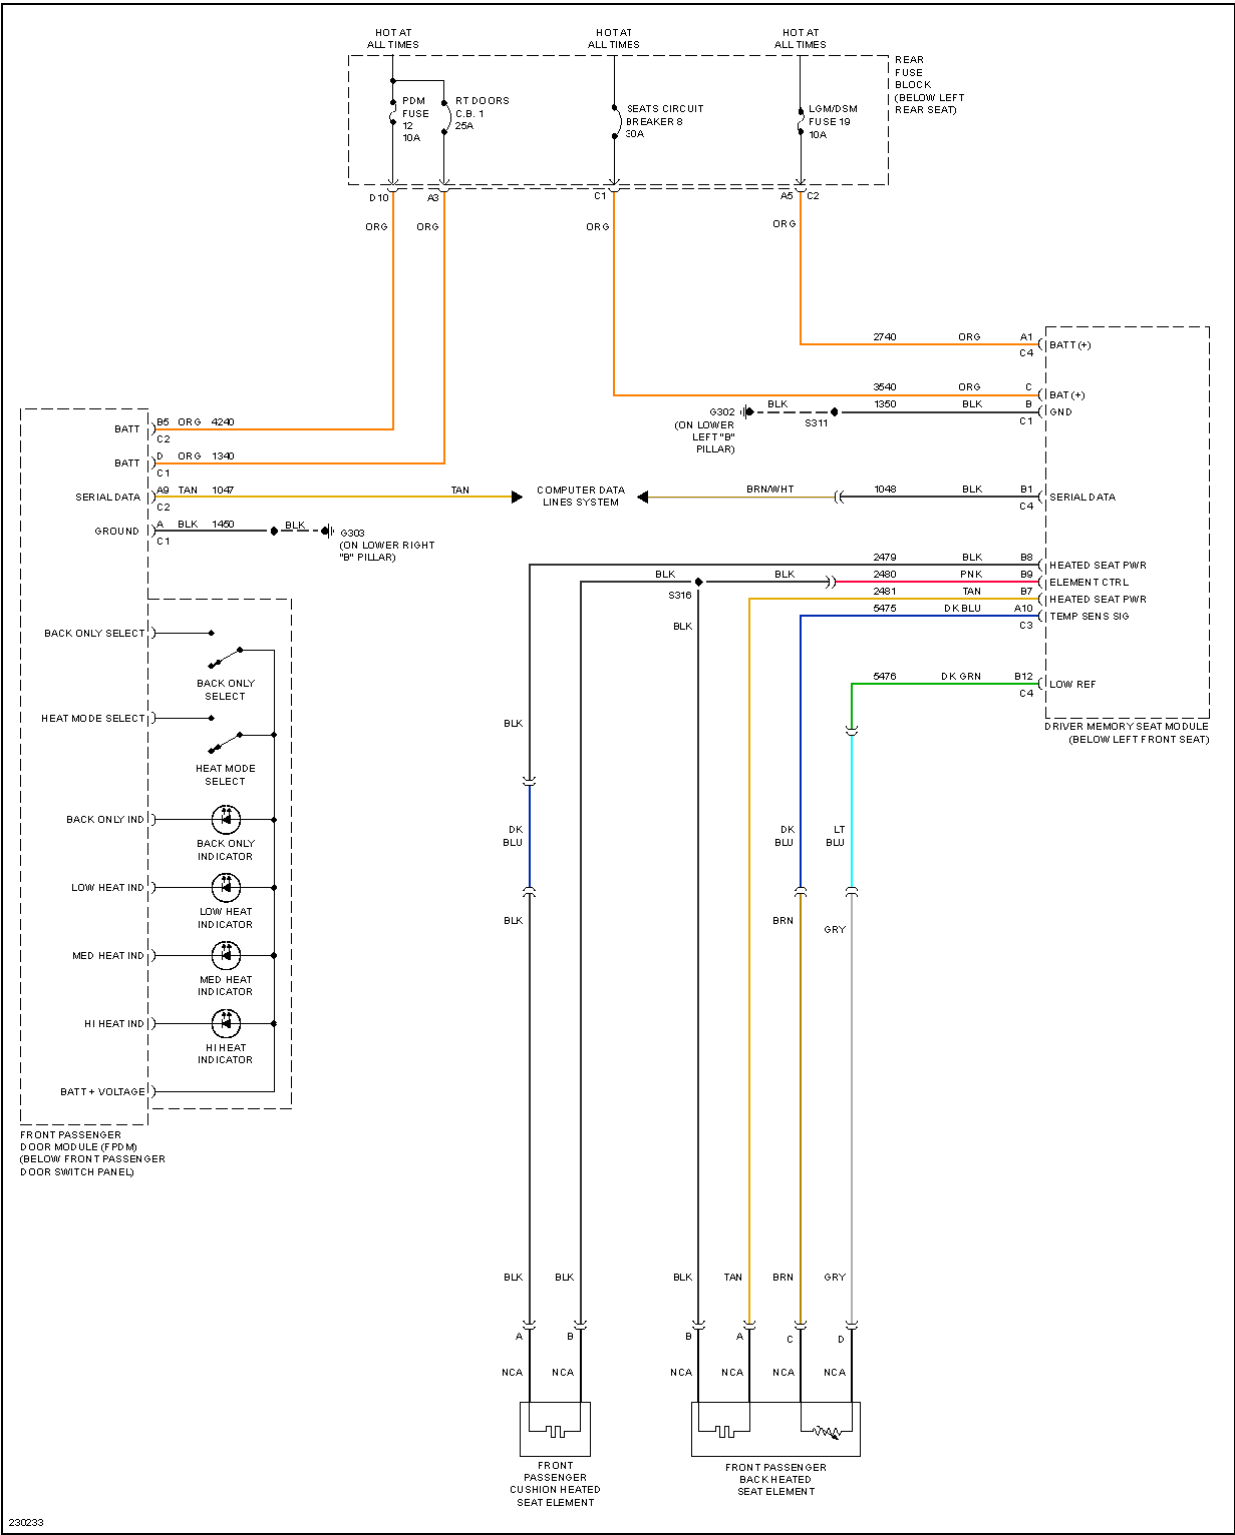 HOT AT
ALL TIMES
HOT AT
ALL TIMES
HOT AT
ALL TIMES
REAR
FUSE
BLOCK
(BELOW LEFT
REAR SEAT)
PDM
FUSE
12
10A
RT DOORS
C.B. 1
25A
SEATS CIRCUIT
BREAKER 8
30A
LGM/DSM
FUSE 19
10A
D10
A3
C1
A5
C2
ORG
ORG
ORG
ORG
2740 ORG A1
C4
BATT (+)
3540 ORG C
BAT (+)
G302
(ON LOWER
LEFT "B"
PILLAR)
BLK
S311
1350 BLK B
C1
GND
BATT
B5 ORG 4240
C2
BATT
D ORG 1340
C1
SERIAL DATA
A9 TAN 1047
C2
TAN
COMPUTER DATA
LINES SYSTEM
BRN/WHT
1048 BLK B1
C4
SERIAL DATA
GROUND
A BLK 1450
C1
BLK
G303
(ON LOWER RIGHT
"B" PILLAR)
2479 BLK B8
HEATED SEAT PWR
BLK
S316
BLK
BLK
2480 PNK B9
ELEMENT CTRL
2481 TAN B7
HEATED SEAT PWR
5475 DK BLU A10
C3
TEMP SENS SIG
5476 DK GRN B12
C4
LOW REF
DRIVER MEMORY SEAT MODULE
(BELOW LEFT FRONT SEAT)
BACK ONLY SELECT
BACK ONLY
SELECT
HEAT MODE SELECT
HEAT MODE
SELECT
BACK ONLY IND
BACK ONLY
INDICATOR
LOW HEAT IND
LOW HEAT
INDICATOR
MED HEAT IND
MED HEAT
INDICATOR
HI HEAT IND
HI HEAT
INDICATOR
BATT + VOLTAGE
FRONT PASSENGER
DOOR MODULE (FPDM)
(BELOW FRONT PASSENGER
DOOR SWITCH PANEL)
BLK
DK
BLU
DK
BLU
LT
BLU
BLK
BRN
GRY
BLK
BLK
BLK
TAN
BRN
GRY
A
B
B
A
C
D
NCA
NCA
NCA
NCA
NCA
NCA
FRONT
PASSENGER
CUSHION HEATED
SEAT ELEMENT
FRONT PASSENGER
BACK HEATED
SEAT ELEMENT
230233